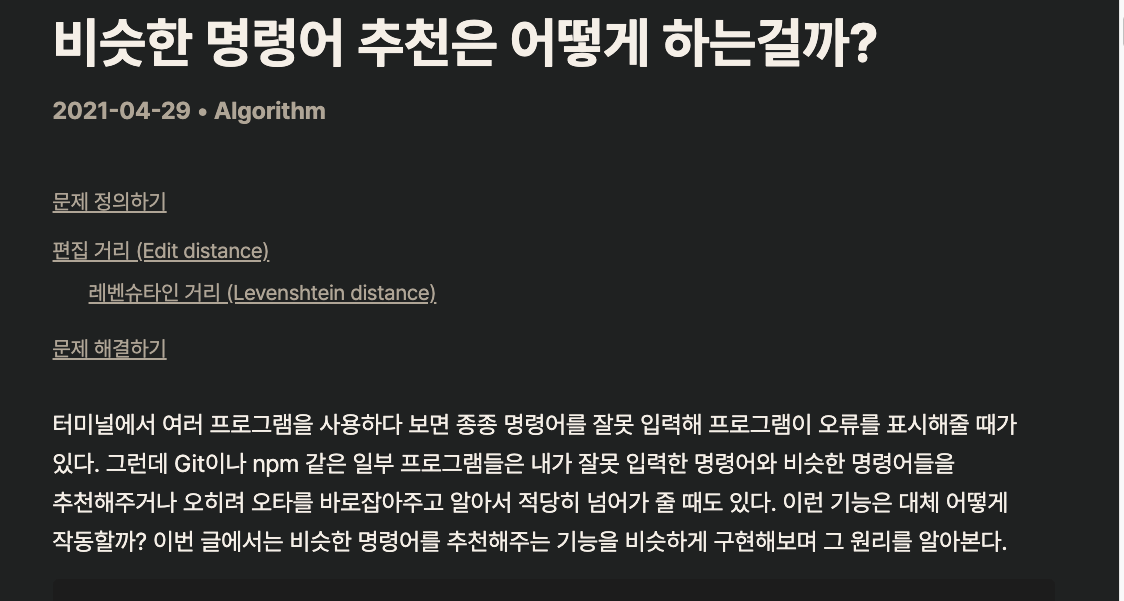 비슷한 명령어 추천은 어떻게 하는걸까?
2021-04-29 • Algorithm
문제 정의하기
편집 거리 (Edit distance)
레벤슈타인 거리 (Levenshtein distance)
문제 해결하기
터미널에서 여러 프로그램을 사용하다 보면 종종 명령어를 잘못 입력해 프로그램이 오류를 표시해줄 때가
있다. 그런데 Git이나 npm 같은 일부 프로그램들은 내가 잘못 입력한 명령어와 비슷한 명령어들을
추천해주거나 오히려 오타를 바로잡아주고 알아서 적당히 넘어가 줄 때도 있다. 이런 기능은 대체 어떻게
작동할까? 이번 글에서는 비슷한 명령어를 추천해주는 기능을 비슷하게 구현해보며 그 원리를 알아본다.